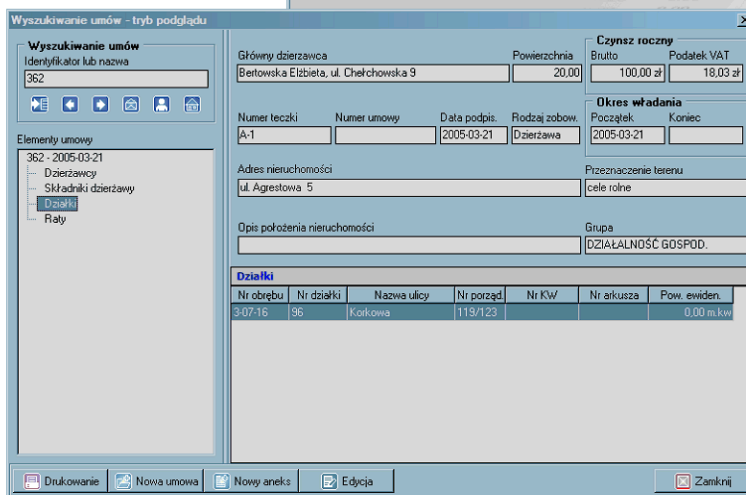 Wyszukiwanie umów - tryb podglądu
Wyszukiwanie umów
Identyfikator lub nazwa
362
Elementy umowy
362 - 2005-03-21
Dzierżawcy
Składniki dzierżawy
Działki
Raty
Główny dzierżawca
Powierzchnia
Bertowska Elżbieta, ul. Chełchowska 9
20,00
Czynsz roczny
Brutto
Podatek VAT
100,00 zł
18,03 zł
Numer teczki
Numer umowy
Data podpis.
Rodzaj zobow.
A-1
2005-03-21
Dzierżawa
Okres władania
Początek
Koniec
2005-03-21
Adres nieruchomości
Przeznaczenie terenu
ul. Agrestowa 5
cele rolne
Opis położenia nieruchomości
Grupa
DZIAŁALNOŚĆ GOSPOD.
Działki
Nr obrębu Nr działki Nazwa ulicy Nr porząd. Nr KW Nr arkusza Pow. ewiden.
3-07-16 96 Korkowa 119/123 0,00 m.kw
Drukowanie Nowa umowa Nowy aneks Edycja Zamknij